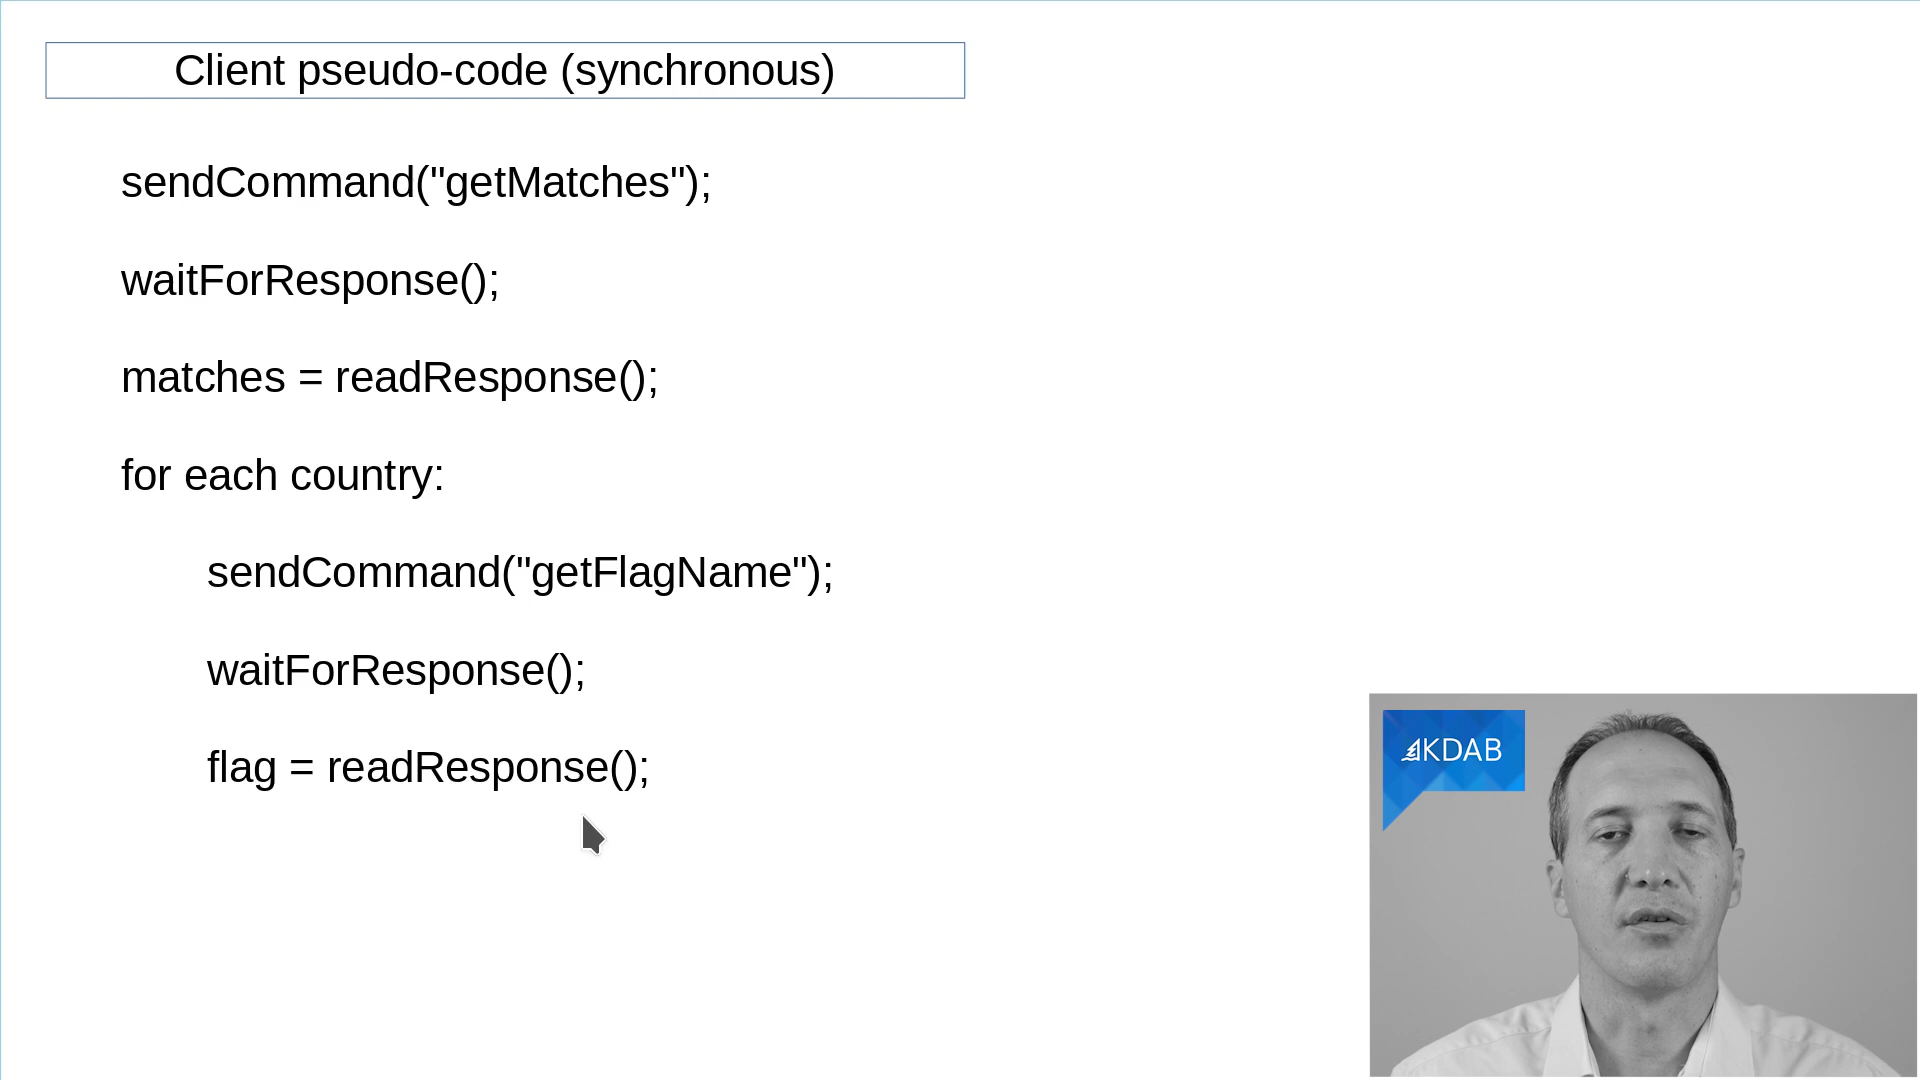 Client pseudo-code (synchronous)
sendCommand("getMatches");
waitForResponse();
matches = readResponse();
for each country:
sendCommand("getFlagName");
waitForResponse();
flag = readResponse();
KDAB